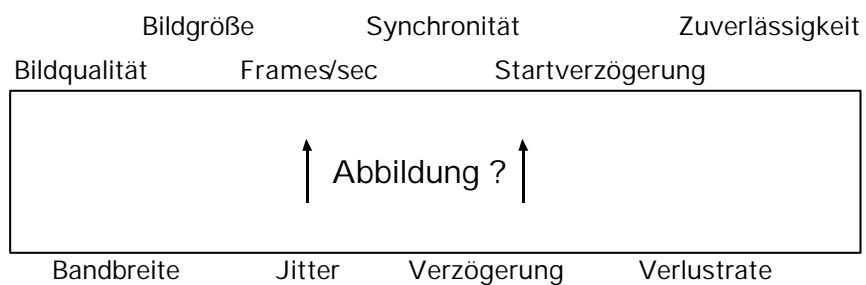 Bildgröße Synchronität Zuverlässigkeit
Bildqualität Frames/sec Startverzögerung
Abbildung ?
Bandbreite Jitter Verzögerung Verlustrate